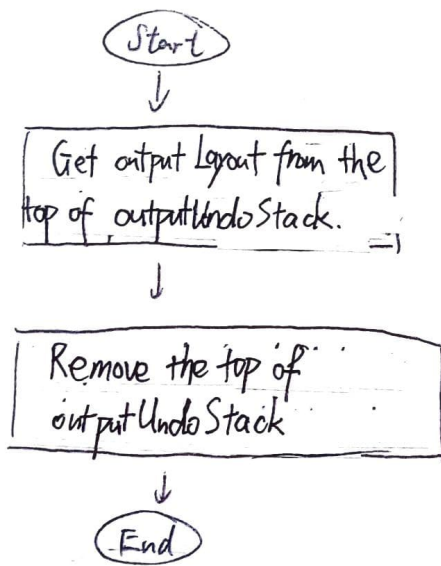 Start
Get output Layout from the
top of outputUndoStack.
Remove the top of
outputUndoStack
End